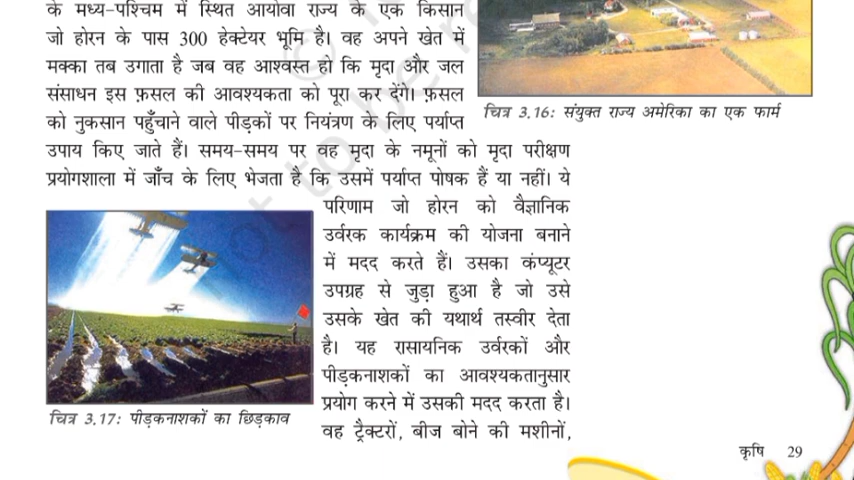 के मध्य-पश्चिम में स्थित आयोवा राज्य के एक किसान
जो होरन के पास 300 हेक्टेयर भूमि है। वह अपने खेत में
मक्का तब उगाता है जब वह आश्वस्त हो कि मृदा और जल
संसाधन इस फ़सल की आवश्यकता को पूरा कर देंगे। फ़सल
को नुकसान पहुँचाने वाले पीड़कों पर नियंत्रण के लिए पर्याप्त
चित्र 3.16: संयुक्त राज्य अमेरिका का एक फार्म
उपाय किए जाते हैं। समय-समय पर वह मृदा के नमूनों को मृदा परीक्षण
प्रयोगशाला में जाँच के लिए भेजता है कि उसमें पर्याप्त पोषक हैं या नहीं। ये
परिणाम जो होरन को वैज्ञानिक
उर्वरक कार्यक्रम की योजना बनाने
में मदद करते हैं। उसका कंप्यूटर
उपग्रह से जुड़ा हुआ है जो उसे
उसके खेत की यथार्थ तस्वीर देता
है। यह रासायनिक उर्वरकों और
पीड़कनाशकों का आवश्यकतानुसार
प्रयोग करने में उसकी मदद करता है।
वह ट्रैक्टरों, बीज बोने की मशीनों,
चित्र 3.17: पीड़कनाशकों का छिड़काव
कृषि 29